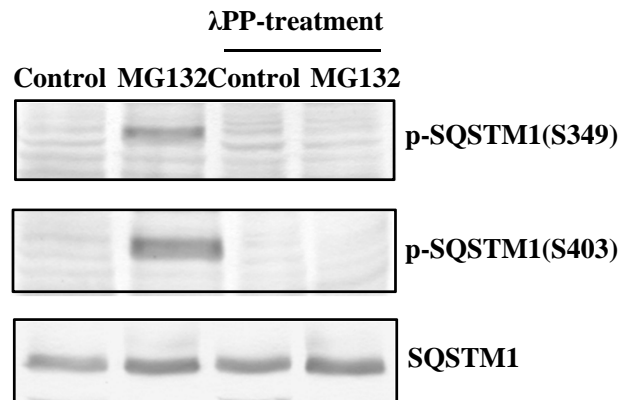 λPP-treatment
Control MG132Control MG132
p-SQSTM1(S349)
p-SQSTM1(S403)
SQSTM1